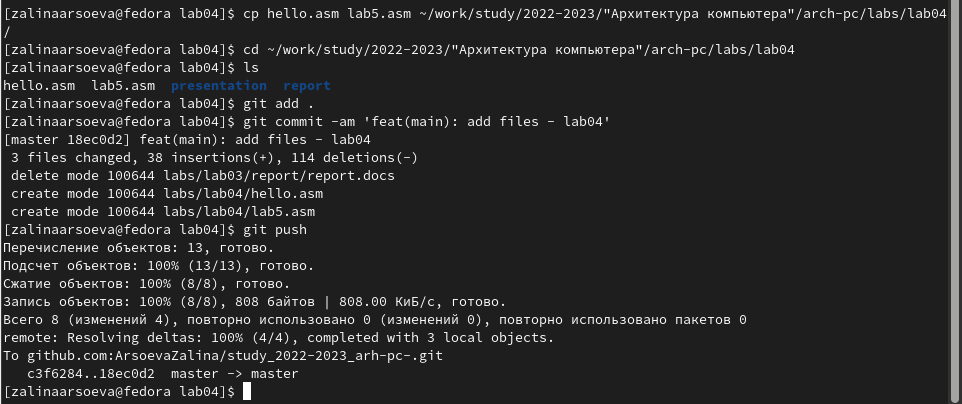 [zalinaarsoeva@fedora lab04]$ cp hello.asm lab5.asm ~/work/study/2022-2023/"Архитектура компьютера"/arch-pc/labs/lab04
/
[zalinaarsoeva@fedora lab04]$ cd ~/work/study/2022-2023/"Архитектура компьютера"/arch-pc/labs/lab04
[zalinaarsoeva@fedora lab04]$ ls
hello.asm  lab5.asm  presentation  report
[zalinaarsoeva@fedora lab04]$ git add .
[zalinaarsoeva@fedora lab04]$ git commit -am 'feat(main): add files - lab04'
[master 18ec0d2] feat(main): add files - lab04
 3 files changed, 38 insertions(+), 114 deletions(-)
 delete mode 100644 labs/lab03/report/report.docs
 create mode 100644 labs/lab04/hello.asm
 create mode 100644 labs/lab04/lab5.asm
[zalinaarsoeva@fedora lab04]$ git push
Перечисление объектов: 13, готово.
Подсчет объектов: 100% (13/13), готово.
Сжатие объектов: 100% (8/8), готово.
Запись объектов: 100% (8/8), 808 байтов | 808.00 КиБ/с, готово.
Всего 8 (изменений 4), повторно использовано 0 (изменений 0), повторно использовано пакетов 0
remote: Resolving deltas: 100% (4/4), completed with 3 local objects.
To github.com:ArsoevaZalina/study_2022-2023_arh-pc-.git
   c3f6284..18ec0d2  master -> master
[zalinaarsoeva@fedora lab04]$